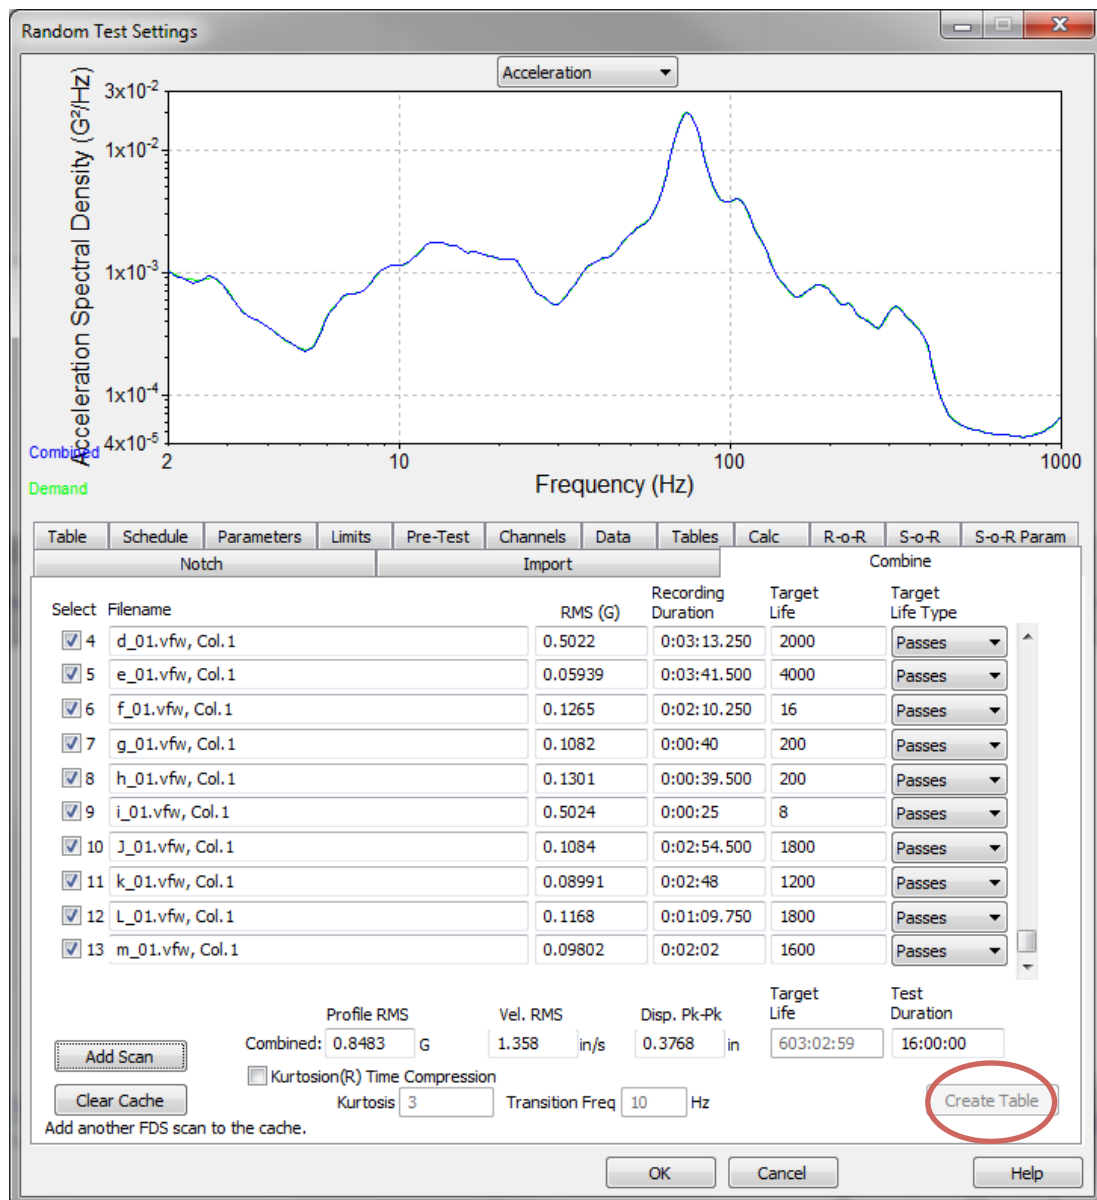 Random Test Settings
Acceleration
Acceleration Spectral Density (G²/Hz)
3x10-2
1x10-2
1x10-3
1x10-4
4x10-5
Combined
Demand
2 10 100 1000
Frequency (Hz)
Table Schedule Parameters Limits Pre-Test Channels Data Tables Calc R-o-R S-o-R S-o-R Param
Notch Import Combine
Select Filename RMS (G) Recording Duration Target Life Target Life Type
4 d_01.vfw, Col.1 0.5022 0:03:13.250 2000 Passes
5 e_01.vfw, Col.1 0.05939 0:03:41.500 4000 Passes
6 f_01.vfw, Col.1 0.1265 0:02:10.250 16 Passes
7 g_01.vfw, Col.1 0.1082 0:00:40 200 Passes
8 h_01.vfw, Col.1 0.1301 0:00:39.500 200 Passes
9 i_01.vfw, Col.1 0.5024 0:00:25 8 Passes
10 J_01.vfw, Col.1 0.1084 0:02:54.500 1800 Passes
11 k_01.vfw, Col.1 0.08991 0:02:48 1200 Passes
12 L_01.vfw, Col.1 0.1168 0:01:09.750 1800 Passes
13 m_01.vfw, Col.1 0.09802 0:02:02 1600 Passes
Profile RMS Vel. RMS Disp. Pk-Pk Target Life Test Duration
Combined: 0.8483 G 1.358 in/s 0.3768 in 603:02:59 16:00:00
Add Scan
Kurtosion(R) Time Compression
Clear Cache Kurtosis 3 Transition Freq 10 Hz Create Table
Add another FDS scan to the cache.
OK Cancel Help